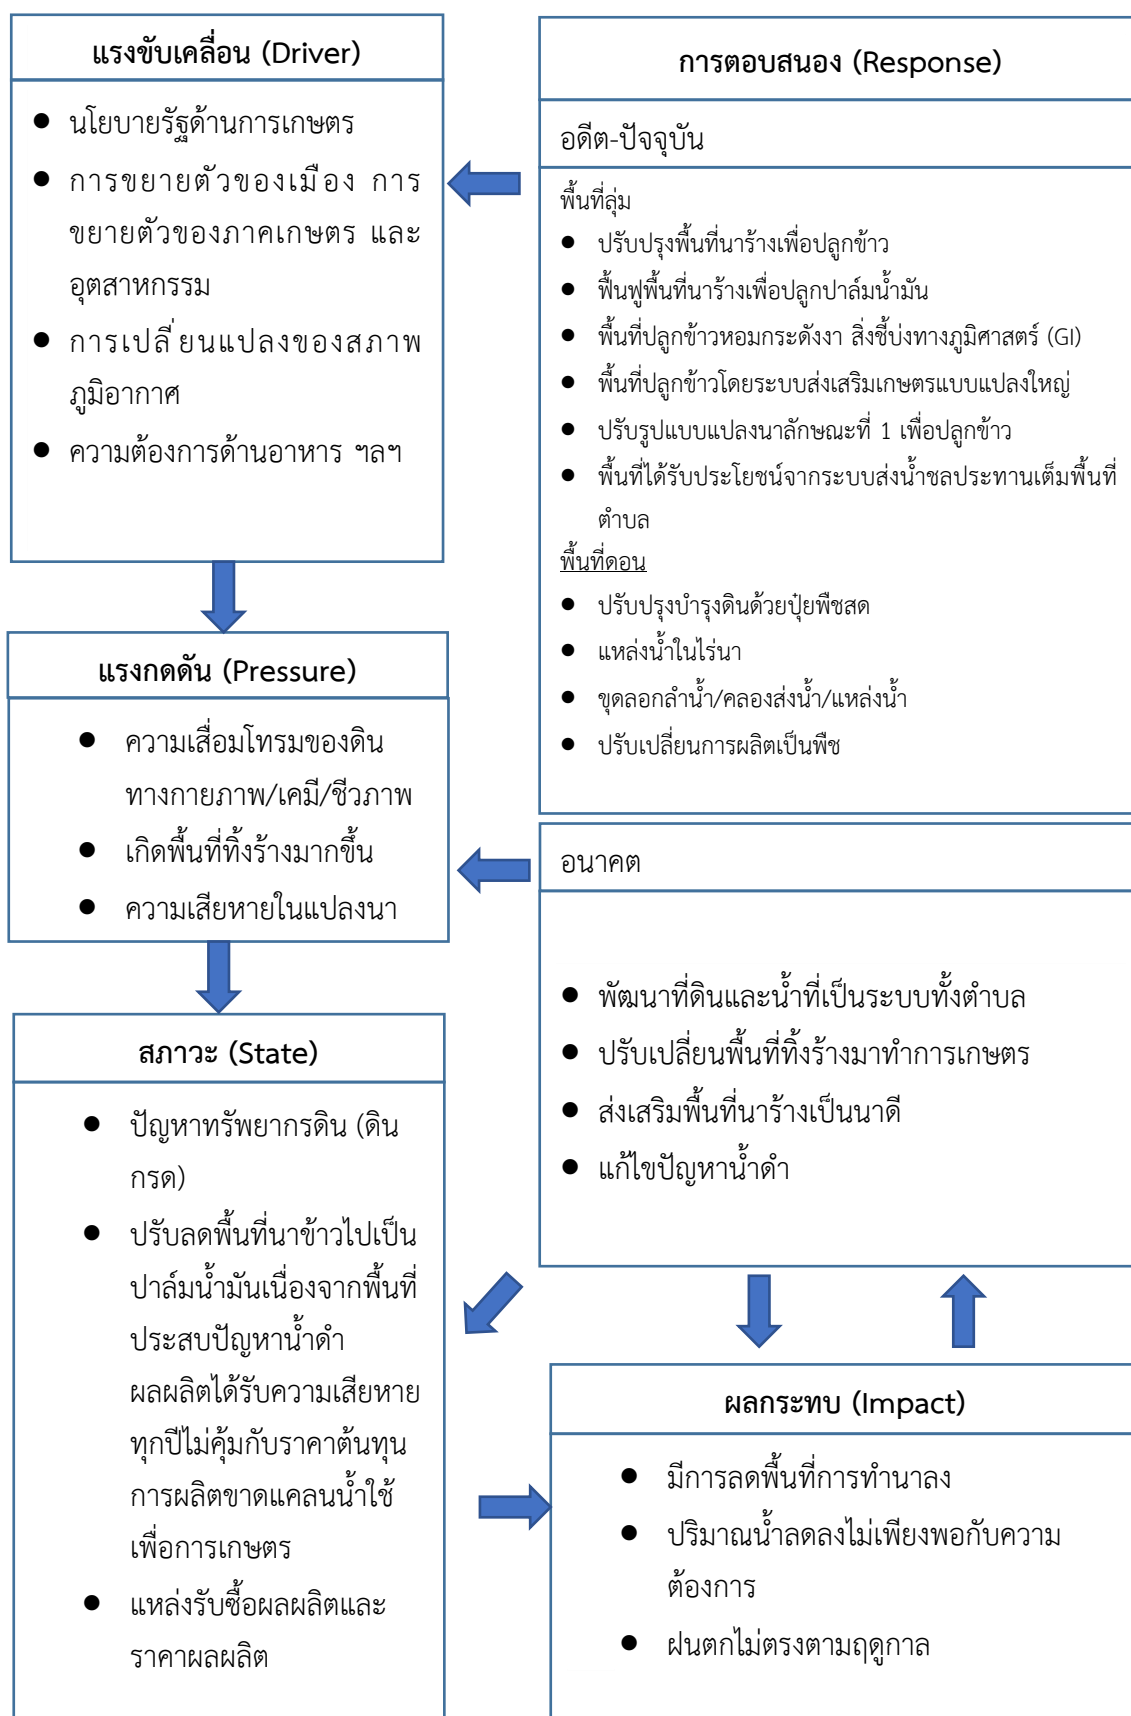 แรงขับเคลื่อน (Driver)
● นโยบายรัฐด้านการเกษตร
● การขยายตัวของเมือง การ
ขยายตัวของภาคเกษตร และ
อุตสาหกรรม
● การเปลี่ยนแปลงของสภาพ
ภูมิอากาศ
● ความต้องการด้านอาหาร ฯลฯ
แรงกดดัน (Pressure)
● ความเสื่อมโทรมของดิน
ทางกายภาพ/เคมี/ชีวภาพ
● เกิดพื้นที่ทิ้งร้างมากขึ้น
● ความเสียหายในแปลงนา
สภาวะ (State)
● ปัญหาทรัพยากรดิน (ดิน
กรด)
● ปรับลดพื้นที่นาข้าวไปเป็น
ปาล์มน้ำมันเนื่องจากพื้นที่
ประสบปัญหาน้ำดำ
ผลผลิตได้รับความเสียหาย
ทุกปีไม่คุ้มกับราคาต้นทุน
การผลิตขาดแคลนน้ำใช้
เพื่อการเกษตร
● แหล่งรับซื้อผลผลิตและ
ราคาผลผลิต
การตอบสนอง (Response)
อดีต-ปัจจุบัน
พื้นที่ลุ่ม
● ปรับปรุงพื้นที่นาร้างเพื่อปลูกข้าว
● ฟื้นฟูพื้นที่นาร้างเพื่อปลูกปาล์มน้ำมัน
● พื้นที่ปลูกข้าวหอมกระดังงา สิ่งชี้บ่งทางภูมิศาสตร์ (GI)
● พื้นที่ปลูกข้าวโดยระบบส่งเสริมเกษตรแบบแปลงใหญ่
● ปรับรูปแบบแปลงนาลักษณะที่ 1 เพื่อปลูกข้าว
● พื้นที่ได้รับประโยชน์จากระบบส่งน้ำชลประทานเต็มพื้นที่
ตำบล
พื้นที่ดอน
● ปรับปรุงบำรุงดินด้วยปุ๋ยพืชสด
● แหล่งน้ำในไร่นา
● ขุดลอกลำน้ำ/คลองส่งน้ำ/แหล่งน้ำ
● ปรับเปลี่ยนการผลิตเป็นพืช
อนาคต
● พัฒนาที่ดินและน้ำที่เป็นระบบทั้งตำบล
● ปรับเปลี่ยนพื้นที่ทิ้งร้างมาทำการเกษตร
● ส่งเสริมพื้นที่นาร้างเป็นนาดี
● แก้ไขปัญหาน้ำดำ
ผลกระทบ (Impact)
● มีการลดพื้นที่การทำนาลง
● ปริมาณน้ำลดลงไม่เพียงพอกับความ
ต้องการ
● ฝนตกไม่ตรงตามฤดูกาล